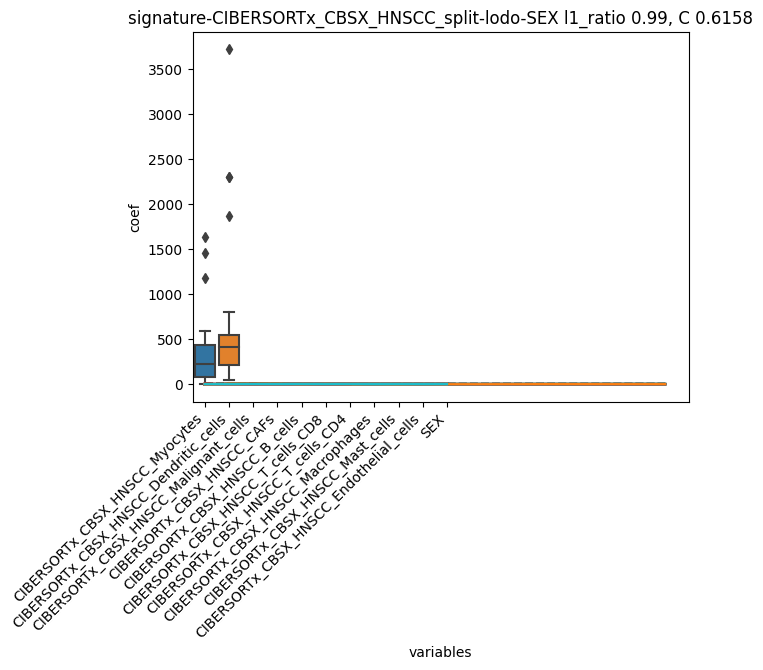 signature-CIBERSORTx_CBSX_HNSCC_split-lodo-SEX l1_ratio 0.99, C 0.6158
3500
3000
2500
2000
1500
1000
500
0
coef
CIBERSORTx_CBSX_HNSCC_Myocytes
CIBERSORTx_CBSX_HNSCC_Dendritic_cells
CIBERSORTx_CBSX_HNSCC_Malignant_cells
CIBERSORTx_CBSX_HNSCC_CAFs
CIBERSORTx_CBSX_HNSCC_B_cells
CIBERSORTx_CBSX_HNSCC_T_cells_CD8
CIBERSORTx_CBSX_HNSCC_T_cells_CD4
CIBERSORTx_CBSX_HNSCC_Macrophages
CIBERSORTx_CBSX_HNSCC_Mast_cells
CIBERSORTx_CBSX_HNSCC_Endothelial_cells
SEX
variables